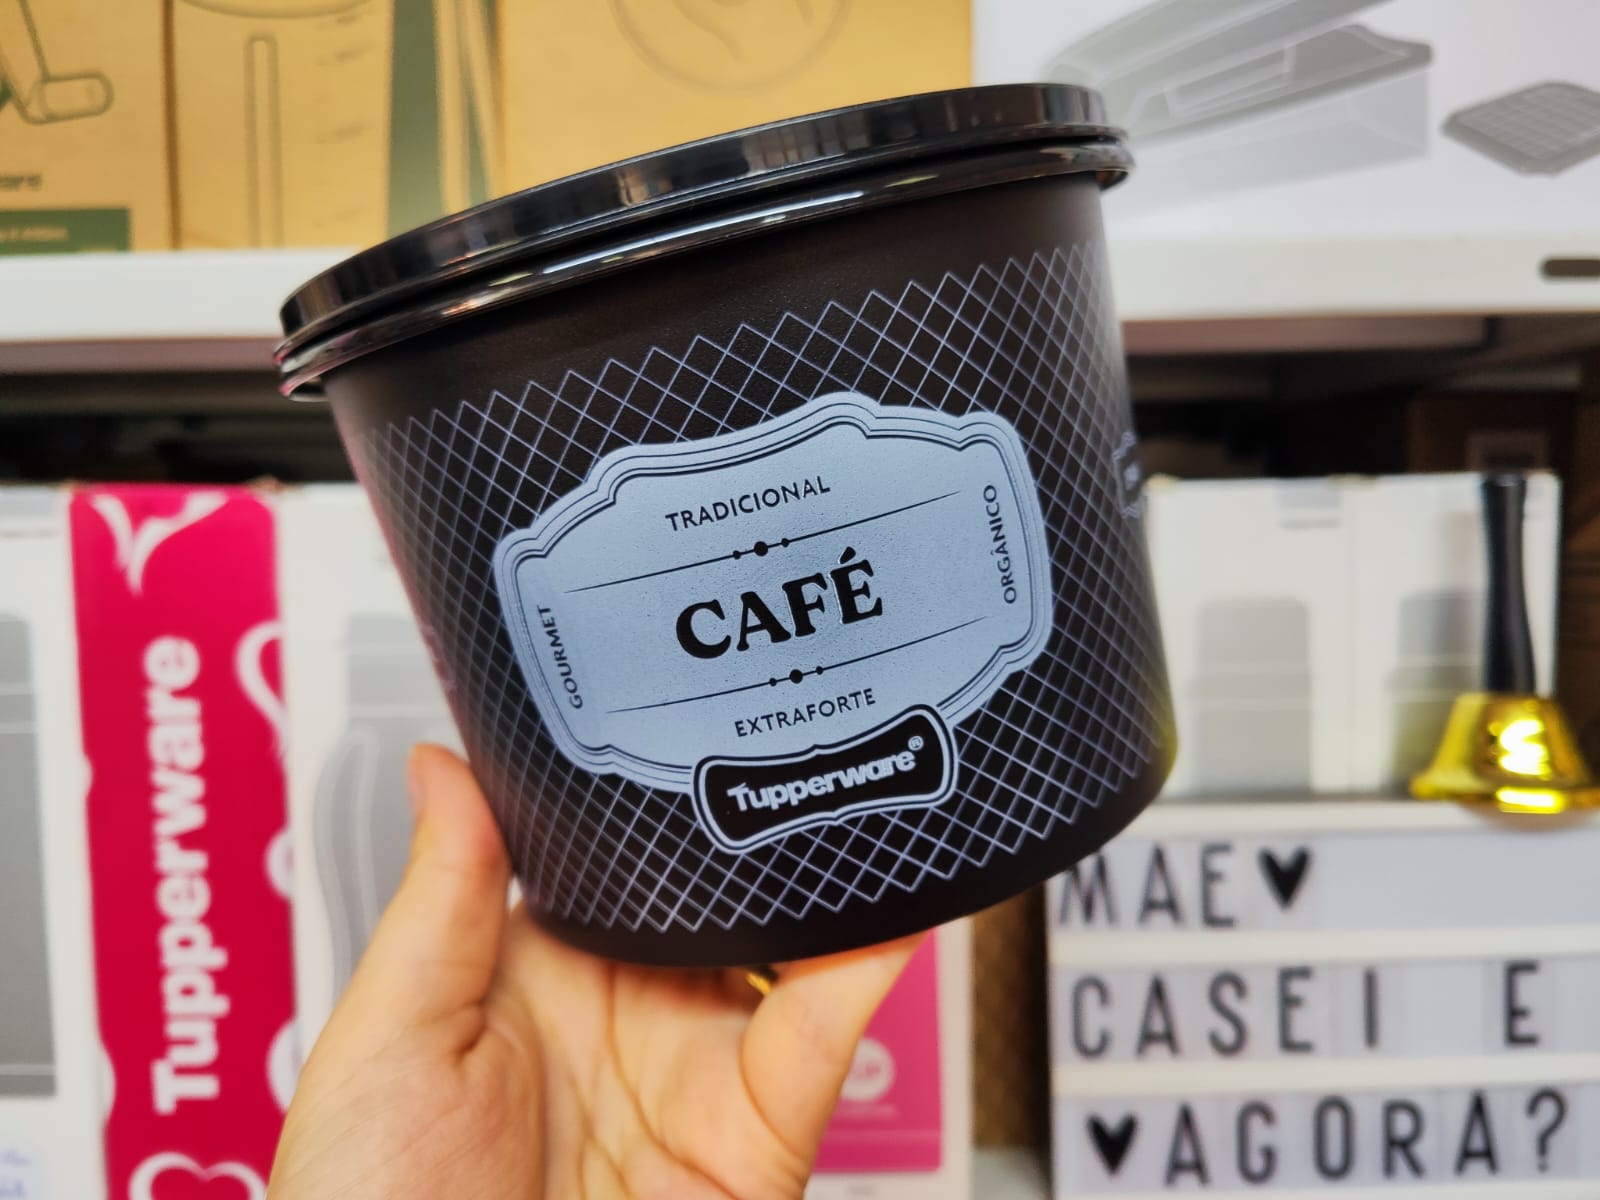 TRADICIONAL
GOURMET
CAFÉ
ORGÂNICO
EXTRAFORTE
Tupperware®
Tupperware
MAE♥
CASEI E
♥AGORA?